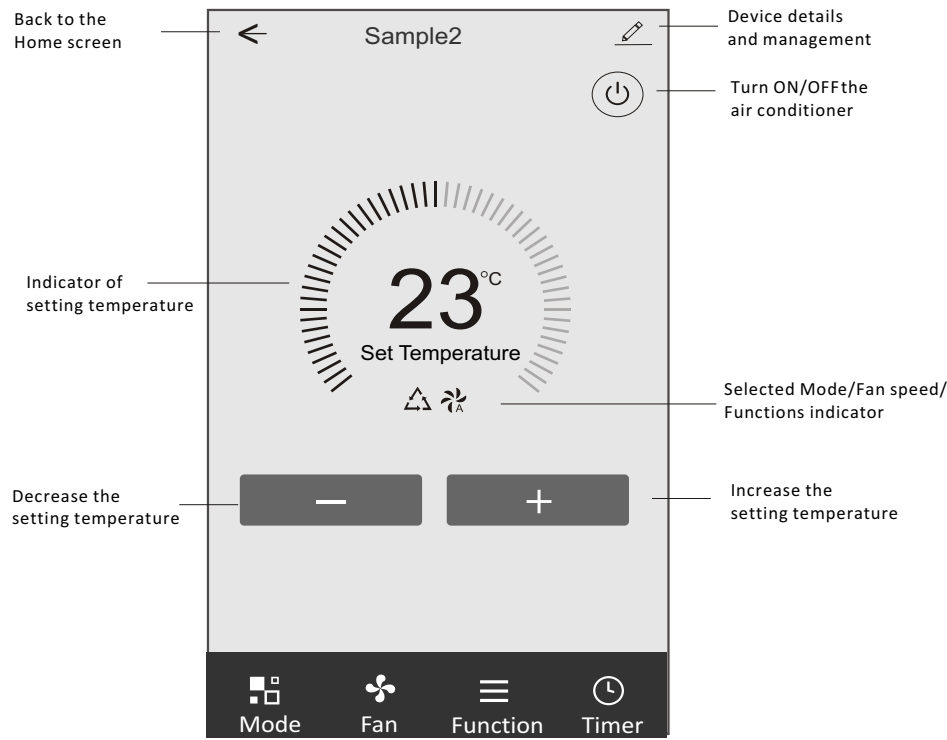 Back to the
Home screen
Sample2
Device details
and management
Turn ON/OFFthe
air conditioner
Indicator of
setting temperature
23°C
Set Temperature
A
Selected Mode/Fan speed/
Functions indicator
Decrease the
setting temperature
−
+
Increase the
setting temperature
Mode
Fan
Function
Timer